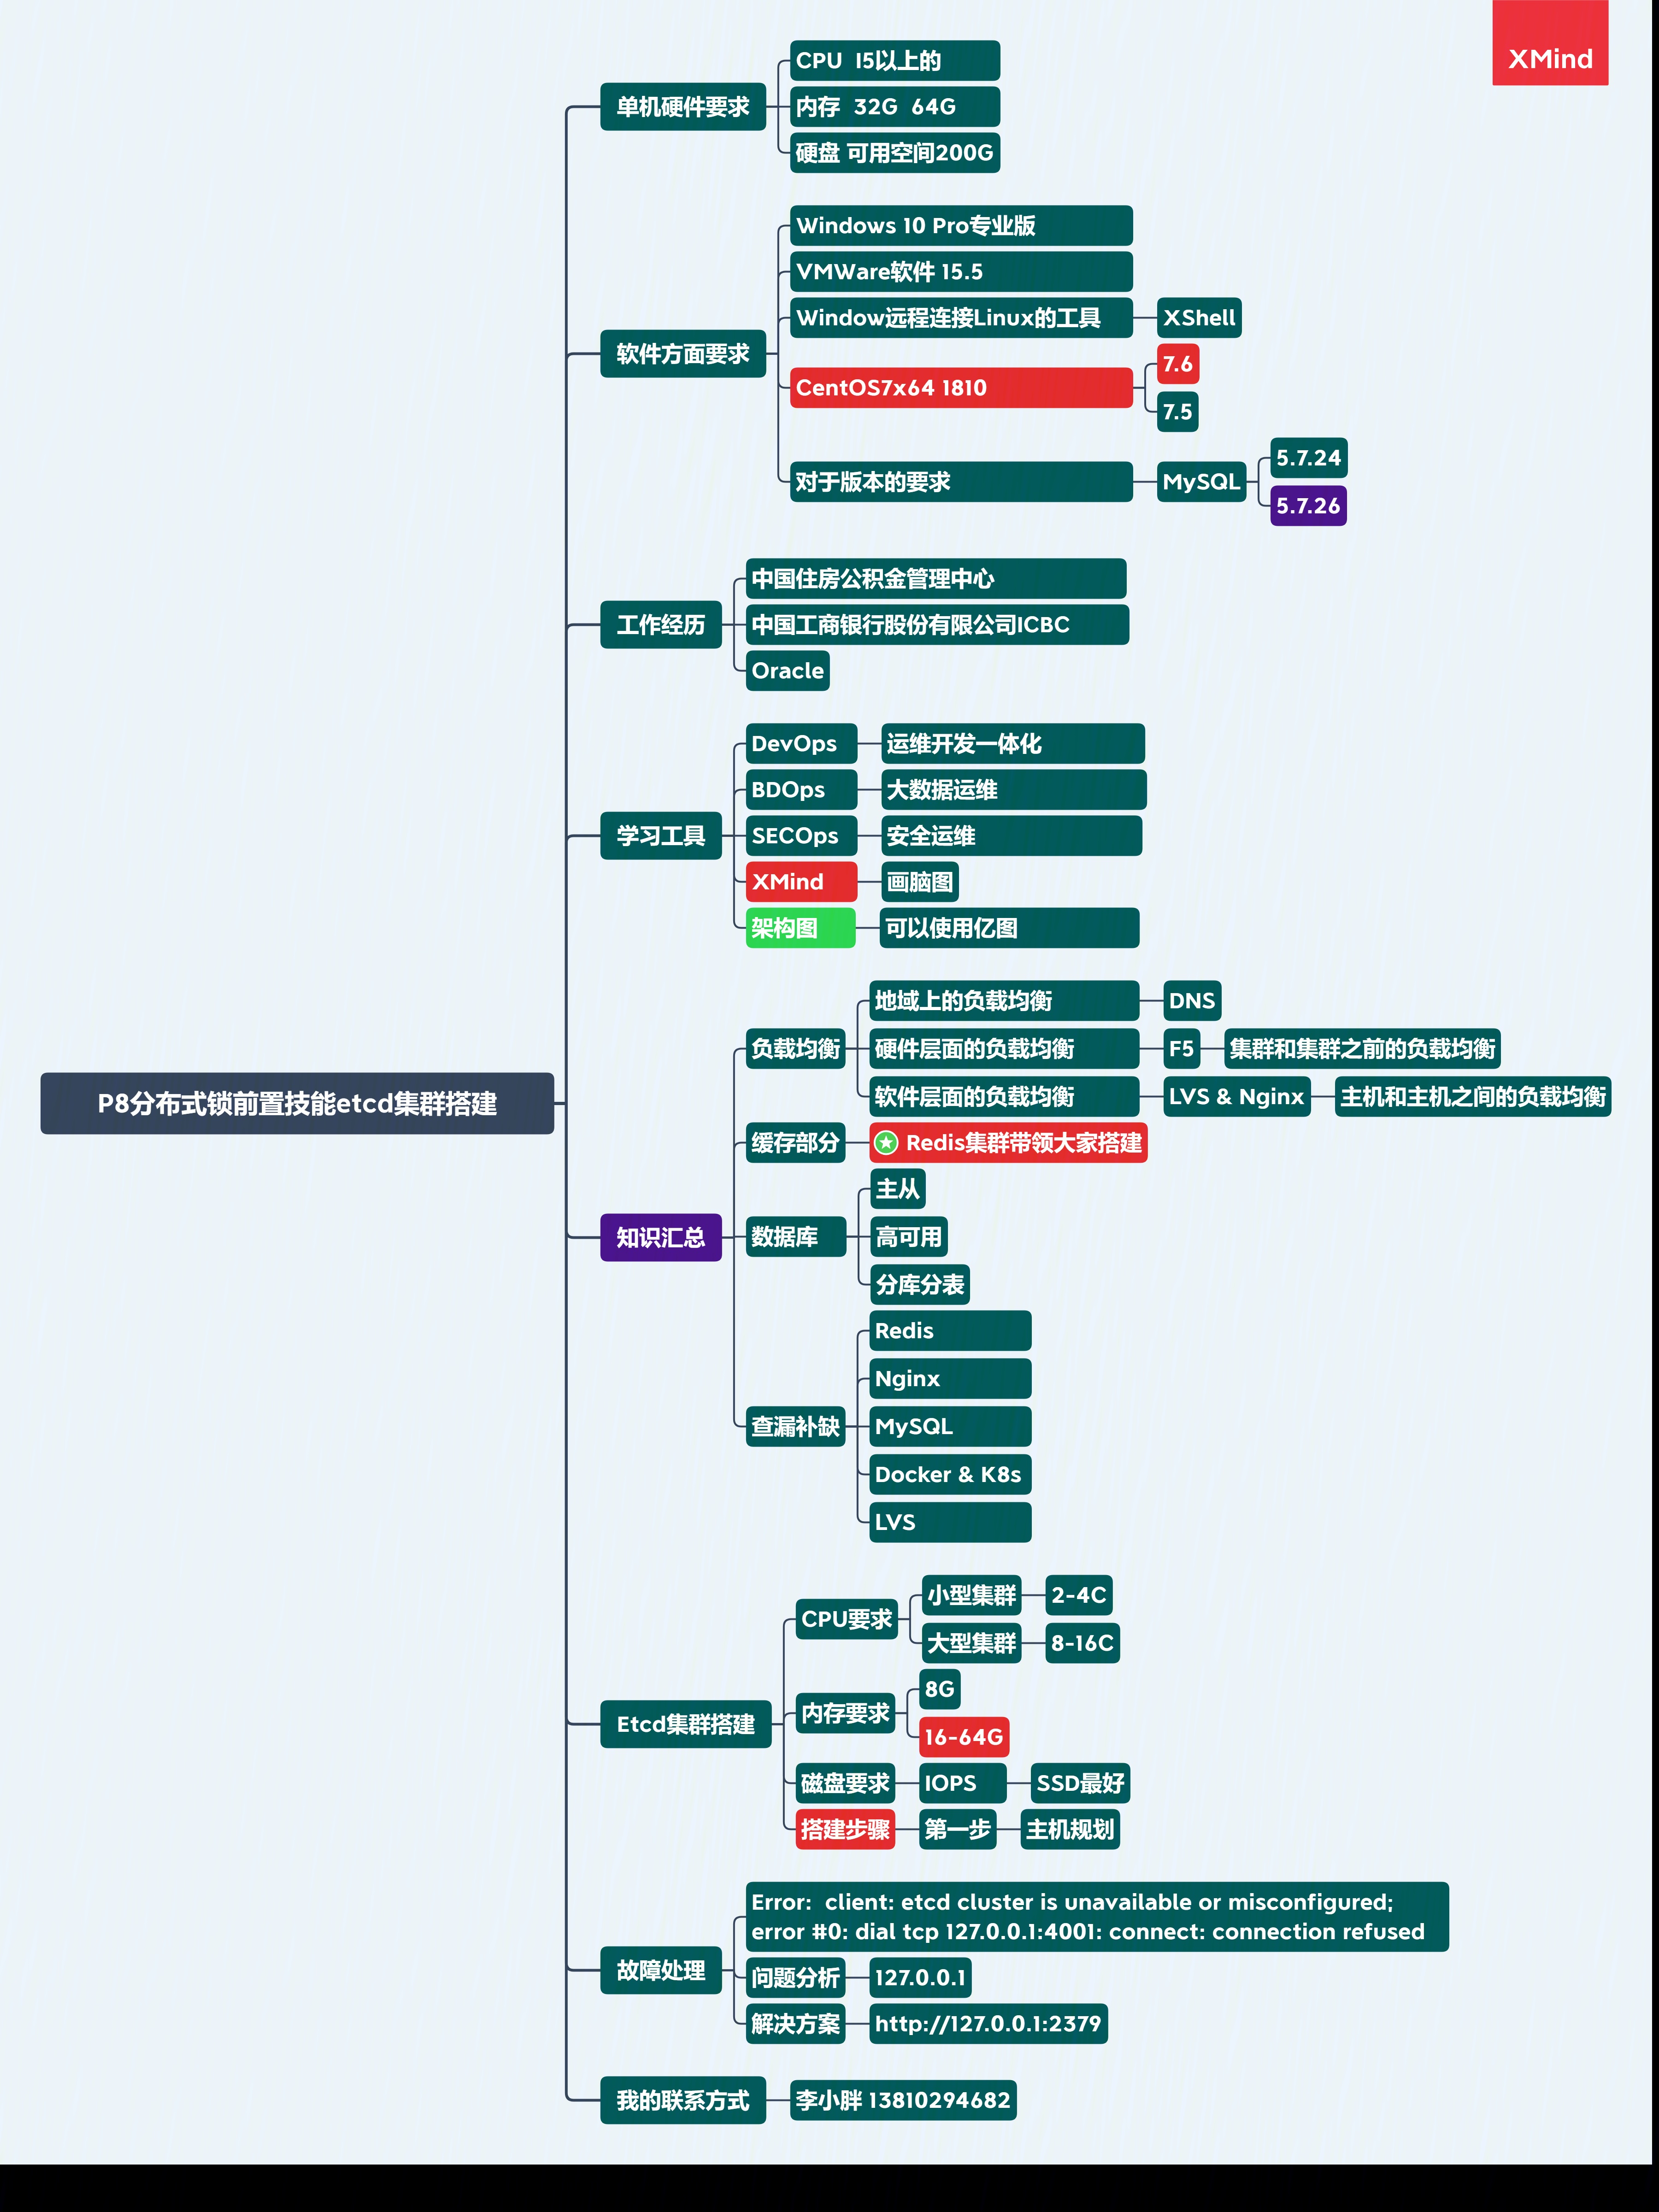 XMind
P8分布式锁前置技能etcd集群搭建
单机硬件要求
CPU  I5以上的
内存  32G  64G
硬盘 可用空间200G
软件方面要求
Windows 10 Pro专业版
VMWare软件 15.5
Window远程连接Linux的工具
XShell
CentOS7x64 1810
7.6
7.5
对于版本的要求
MySQL
5.7.24
5.7.26
工作经历
中国住房公积金管理中心
中国工商银行股份有限公司ICBC
Oracle
学习工具
DevOps
运维开发一体化
BDOps
大数据运维
SECOps
安全运维
XMind
画脑图
架构图
可以使用亿图
知识汇总
负载均衡
地域上的负载均衡
DNS
硬件层面的负载均衡
F5
集群和集群之前的负载均衡
软件层面的负载均衡
LVS & Nginx
主机和主机之间的负载均衡
缓存部分
Redis集群带领大家搭建
数据库
主从
高可用
分库分表
查漏补缺
Redis
Nginx
MySQL
Docker & K8s
LVS
Etcd集群搭建
CPU要求
小型集群
2-4C
大型集群
8-16C
内存要求
8G
16-64G
磁盘要求
IOPS
SSD最好
搭建步骤
第一步
主机规划
故障处理
Error:  client: etcd cluster is unavailable or misconfigured;
error #0: dial tcp 127.0.0.1:4001: connect: connection refused
问题分析
127.0.0.1
解决方案
http://127.0.0.1:2379
我的联系方式
李小胖 13810294682